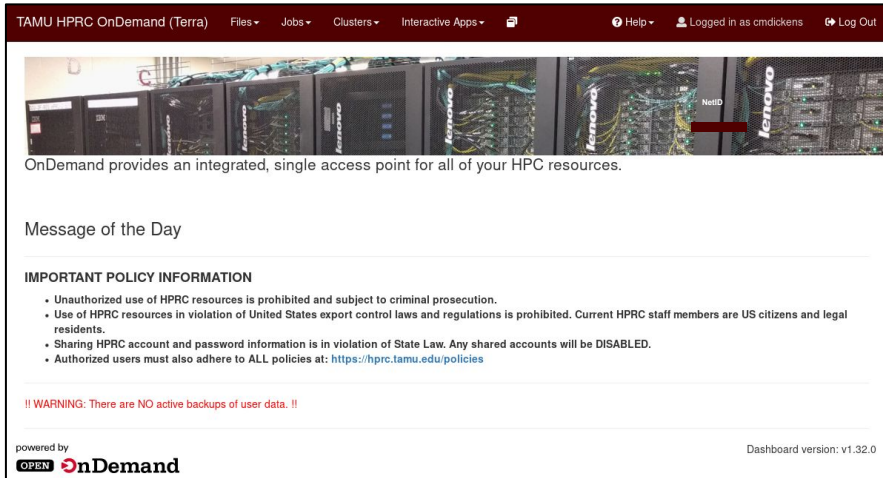 TAMU HPRC OnDemand (Terra) Files Jobs Clusters Interactive Apps Help Logged in as cmdickens Log Out
NetID
lenovo lenovo lenovo lenovo lenovo
OnDemand provides an integrated, single access point for all of your HPC resources.
Message of the Day
IMPORTANT POLICY INFORMATION
• Unauthorized use of HPRC resources is prohibited and subject to criminal prosecution.
• Use of HPRC resources in violation of United States export control laws and regulations is prohibited. Current HPRC staff members are US citizens and legal
residents.
• Sharing HPRC account and password information is in violation of State Law. Any shared accounts will be DISABLED.
• Authorized users must also adhere to ALL policies at: https://hprc.tamu.edu/policies
!! WARNING: There are NO active backups of user data. !!
powered by
OPEN OnDemand
Dashboard version: v1.32.0